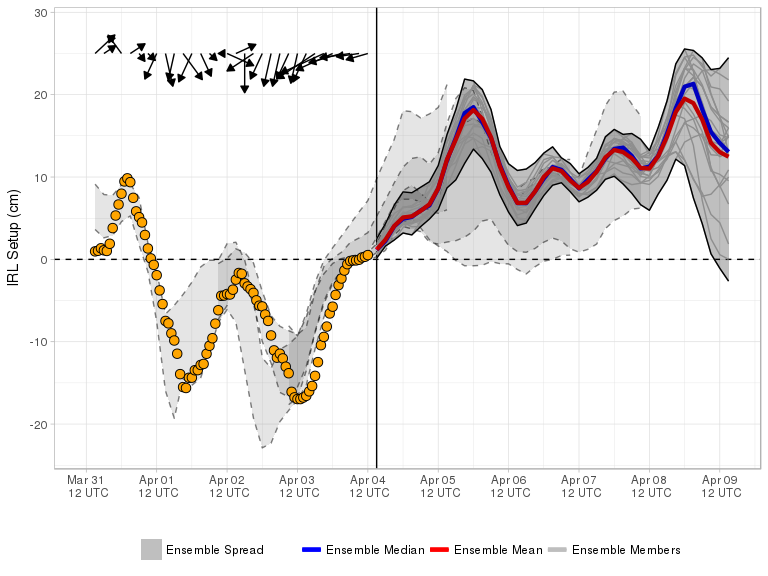 30
20
10
0
-10
-20
IRL Setup (cm)
Mar 31 Apr 01 Apr 02 Apr 03 Apr 04 Apr 05 Apr 06 Apr 07 Apr 08 Apr 09
12 UTC 12 UTC 12 UTC 12 UTC 12 UTC 12 UTC 12 UTC 12 UTC 12 UTC 12 UTC
Ensemble Spread Ensemble Median Ensemble Mean Ensemble Members